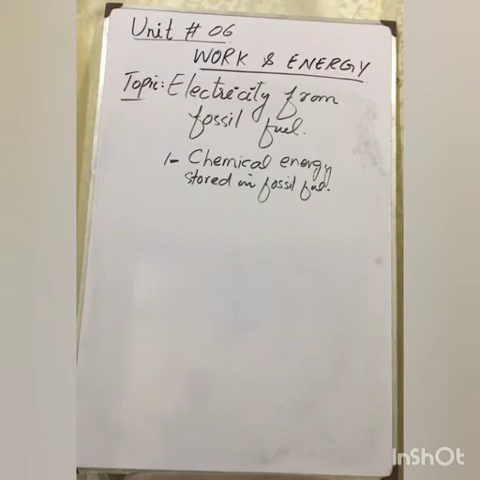 Unit # 06
WORK & ENERGY
Topic: Electricity from
fossil fuel.
1- Chemical energy
stored in fossil fuel.
InShOt